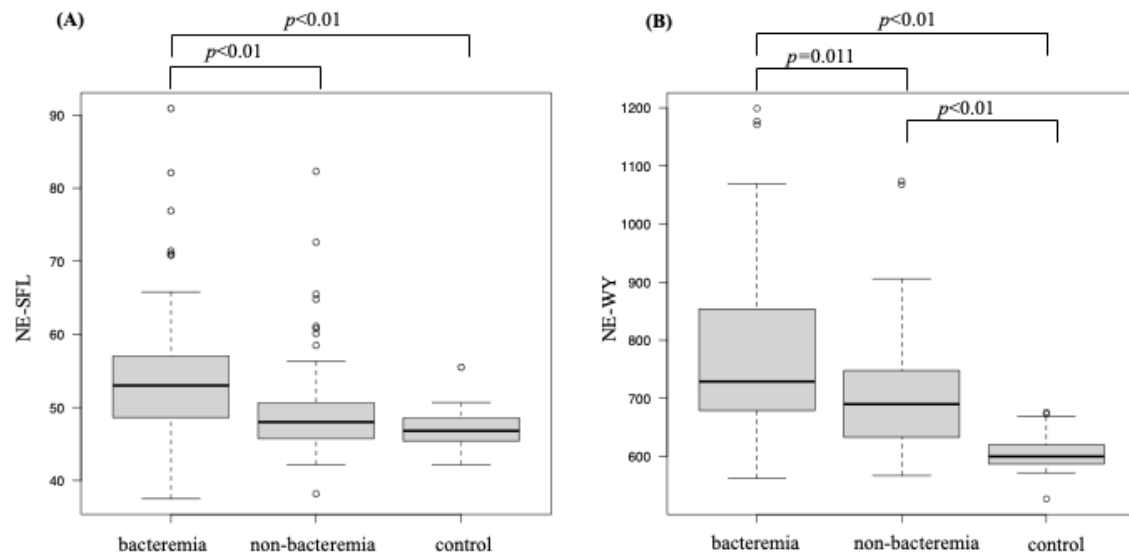 (A)
p<0.01
p<0.01
NE-SFL
90
80
70
60
50
40
bacteremia non-bacteremia control
(B)
p<0.01
p=0.011
p<0.01
NE-WY
1200
1100
1000
900
800
700
600
bacteremia non-bacteremia control